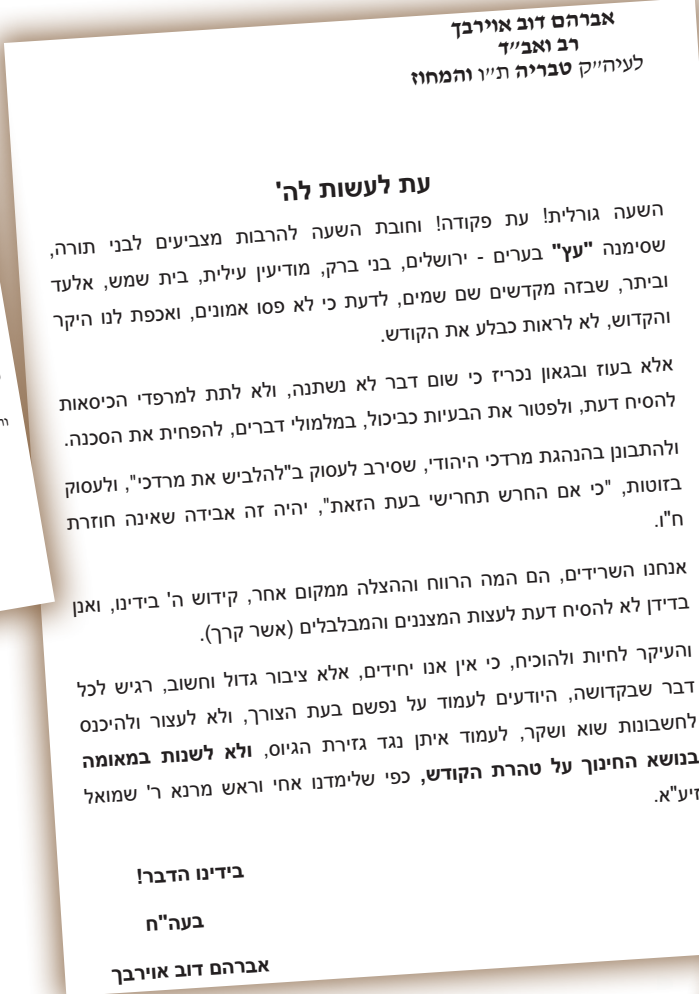 אברהם דוב אוירבך
רב ואב״ד
לעיה״ק טבריה ת״ו והמחוז
עת לעשות לה'
השעה גורלית! עת פקודה! וחובת השעה להרבות מצביעים לבני תורה,
שסימנה "עץ" בערים - ירושלים, בני ברק, מודיעין עילית, בית שמש, אלעד
וביתר, שבזה מקדשים שם שמים, לדעת כי לא פסו אמונים, ואכפת לנו היקר
והקדוש, לא לראות כבלע את הקודש.
אלא בעוז ובגאון נכריז כי שום דבר לא נשתנה, ולא לתת למרפדי הכיסאות
להסיח דעת, ולפטור את הבעיות כביכול, במלמולי דברים, להפחית את הסכנה.
ולהתבונן בהנהגת מרדכי היהודי, שסירב לעסוק ב"להלביש את מרדכי", ולעסוק
בזוטות, "כי אם החרש תחרישי בעת הזאת", יהיה זה אבידה שאינה חוזרת
ח"ו.
אנחנו השרידים, הם המה הרווח וההצלה ממקום אחר, קידוש ה' בידינו, ואנן
בדידן לא להסיח דעת לעצות המצננים והמבלבלים (אשר קרך).
והעיקר לחיות ולהוכיח, כי אין אנו יחידים, אלא ציבור גדול וחשוב, רגיש לכל
דבר שבקדושה, היודעים לעמוד על נפשם בעת הצורך, ולא לעצור ולהיכנס
לחשבונות שוא ושקר, לעמוד איתן נגד גזירת הגיוס, ולא לשנות במאומה
בנושא החינוך על טהרת הקודש, כפי שלימדנו אחי וראש מרנא ר' שמואל
זיע"א.
בידינו הדבר!
בעה"ח
אברהם דוב אוירבך